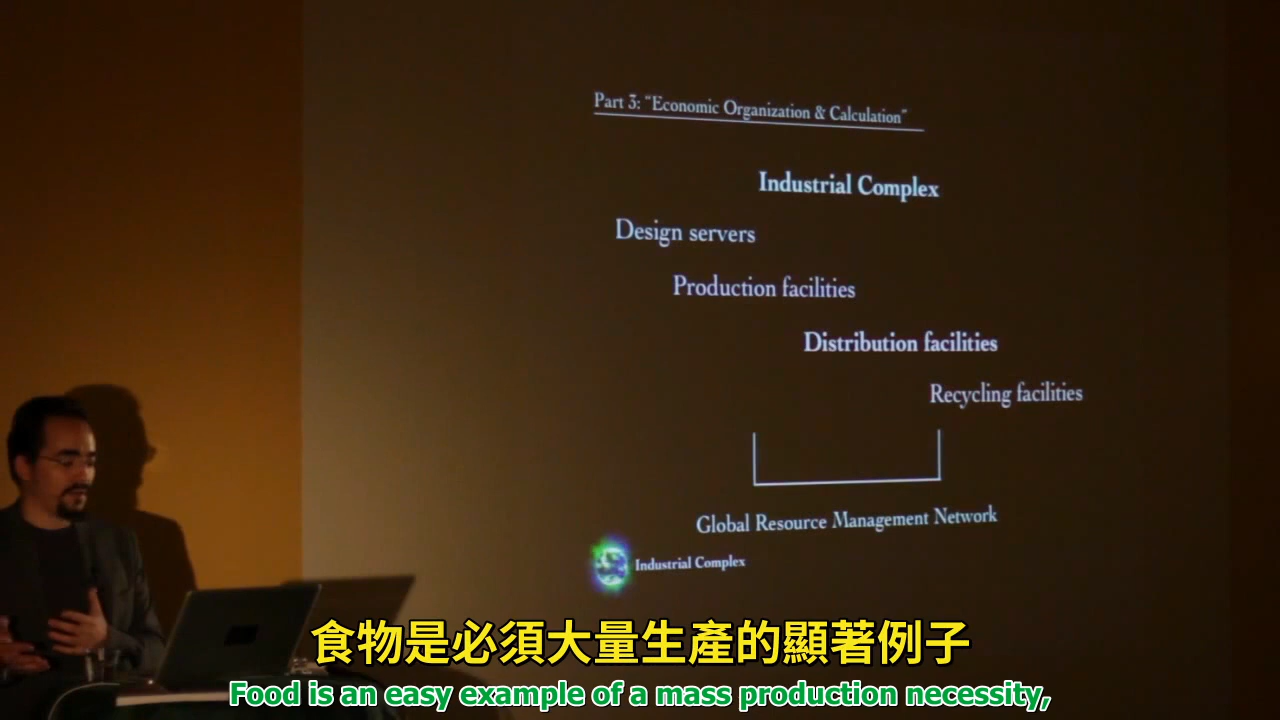 Part 3: "Economic Organization & Calculation"
Industrial Complex
Design servers
Production facilities
Distribution facilities
Recycling facilities
Global Resource Management Network
Industrial Complex
食物是必須大量生產的顯著例子
Food is an easy example of a mass production necessity,